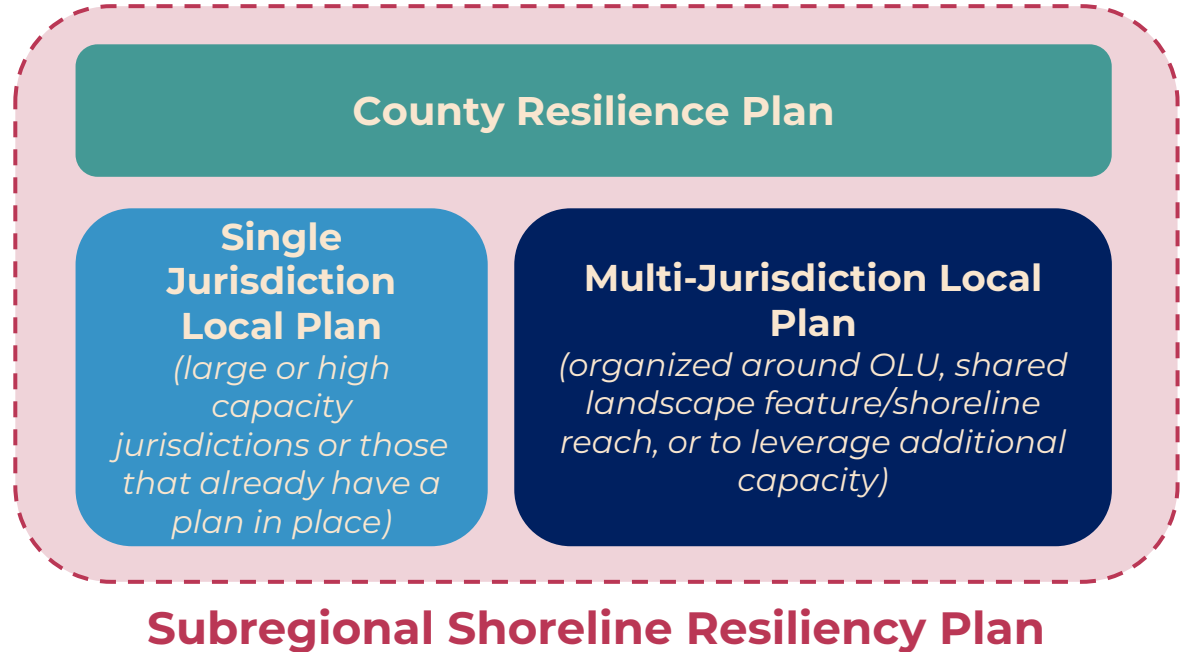 County Resilience Plan
Single
Jurisdiction
Local Plan
(large or high
capacity
jurisdictions or those
that already have a
plan in place)
Multi-Jurisdiction Local
Plan
(organized around OLU, shared
landscape feature/shoreline
reach, or to leverage additional
capacity)
Subregional Shoreline Resiliency Plan